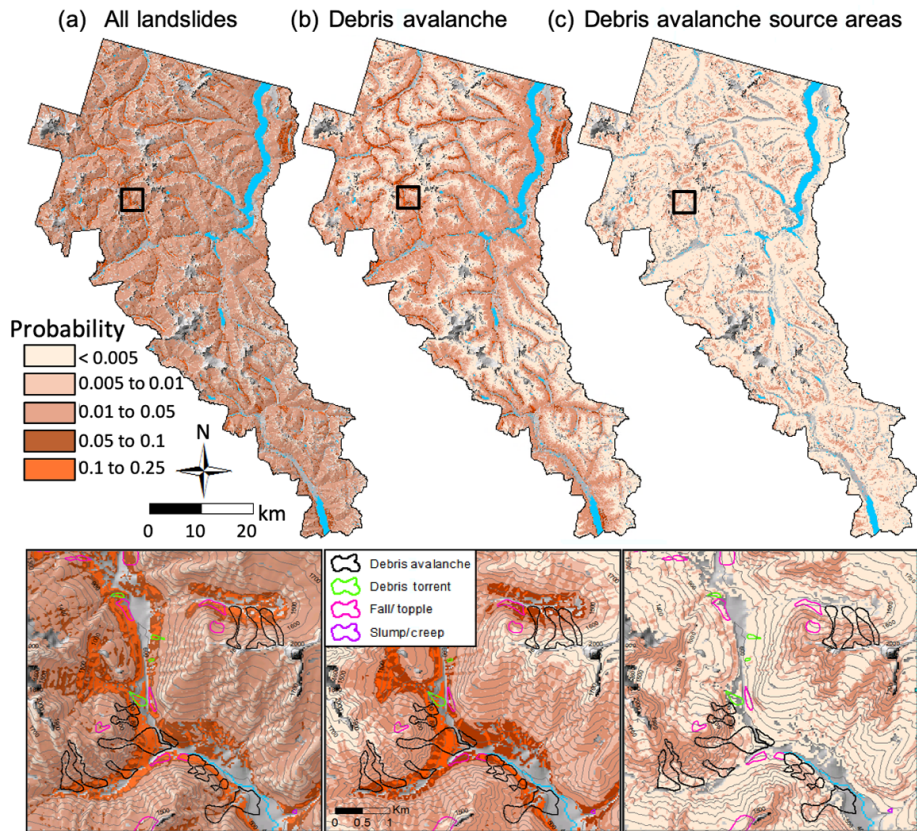 (a) All landslides
(b) Debris avalanche
(c) Debris avalanche source areas
Probability
< 0.005
0.005 to 0.01
0.01 to 0.05
0.05 to 0.1
0.1 to 0.25
N
0 10 20 km
Debris avalanche
Debris torrent
Fall/ topple
Slump/creep
Km
0 0.5 1